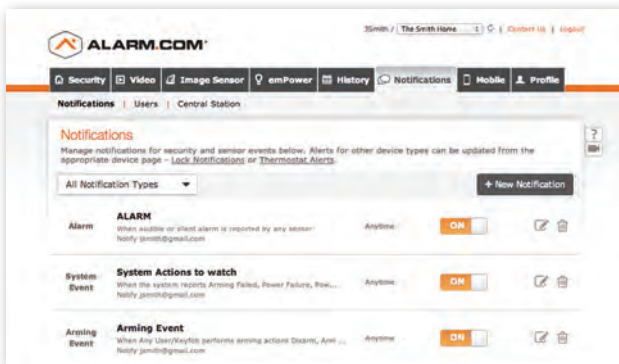 JSmith / The Smith Home | Contact Us | Logout
ALARM.COM
Security Video Image Sensor emPower History Notifications Mobile Profile
Notifications | Users | Central Station
Notifications
Manage notifications for security and sensor events below. Alerts for other device types can be updated from the
appropriate device page - Lock Notifications or Thermostat Alerts.
?
All Notification Types
+ New Notification
Alarm
ALARM
When audible or silent alarm is reported by any sensor
Notify jsmith@gmail.com
Anytime
ON
System
Event
System Actions to watch
When the system reports Arming Failed, Power Failure, Pow...
Notify jsmith@gmail.com
Anytime
ON
Arming
Event
Arming Event
When Any User/Keyfob performs arming actions Disarm, Arm ...
Notify jsmith@gmail.com
Anytime
ON